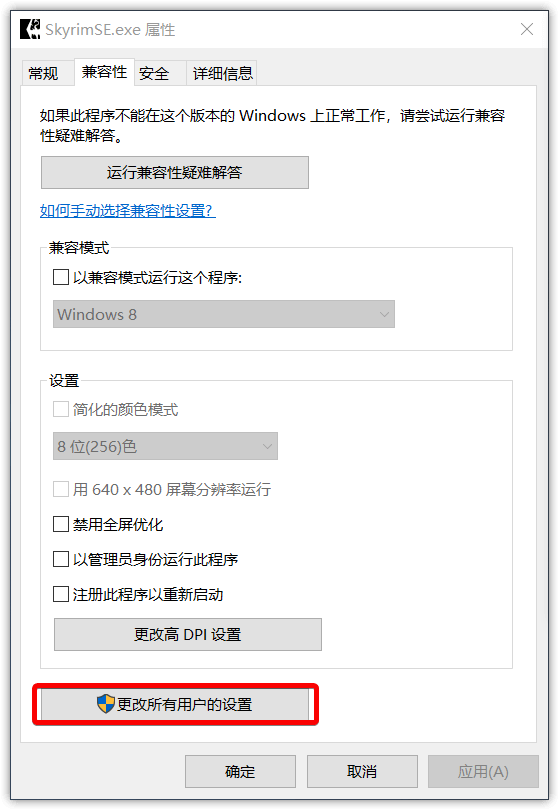 SkyrimSE.exe 属性
常规 兼容性 安全 详细信息
如果此程序不能在这个版本的 Windows 上正常工作，请尝试运行兼容
性疑难解答。
运行兼容性疑难解答
如何手动选择兼容性设置?
兼容模式
以兼容模式运行这个程序:
Windows 8
设置
简化的颜色模式
8 位(256)色
用 640 x 480 屏幕分辨率运行
禁用全屏优化
以管理员身份运行此程序
注册此程序以重新启动
更改高 DPI 设置
更改所有用户的设置
确定 取消 应用(A)